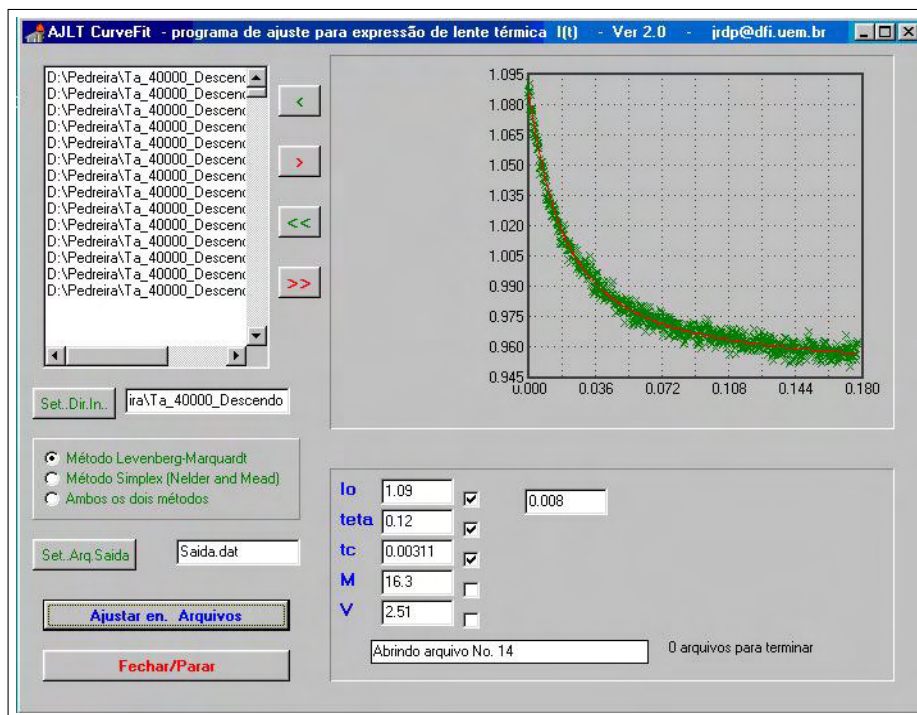 AJLT CurveFit - programa de ajuste para expressão de lente térmica I(t) - Ver 2.0 - jrdp@dfi.uem.br
D:\Pedreira\Ta_40000_Descend
D:\Pedreira\Ta_40000_Descend
D:\Pedreira\Ta_40000_Descend
D:\Pedreira\Ta_40000_Descend
D:\Pedreira\Ta_40000_Descend
D:\Pedreira\Ta_40000_Descend
D:\Pedreira\Ta_40000_Descend
D:\Pedreira\Ta_40000_Descend
D:\Pedreira\Ta_40000_Descend
D:\Pedreira\Ta_40000_Descend
D:\Pedreira\Ta_40000_Descend
D:\Pedreira\Ta_40000_Descend
D:\Pedreira\Ta_40000_Descend
D:\Pedreira\Ta_40000_Descend
<
>
<<
>>
1.095
1.080
1.065
1.050
1.035
1.020
1.005
0.990
0.975
0.960
0.945
0.000 0.036 0.072 0.108 0.144 0.180
Set..Dir.In.. ira\Ta_40000_Descendo
Método Levenberg-Marquardt
Método Simplex (Nelder and Mead)
Ambos os dois métodos
Set..Arq.Saida Saida.dat
Ajustar en. Arquivos
Fechar/Parar
Io 1.09 0.008
teta 0.12
tc 0.00311
M 16.3
V 2.51
Abrindo arquivo No. 14 0 arquivos para terminar